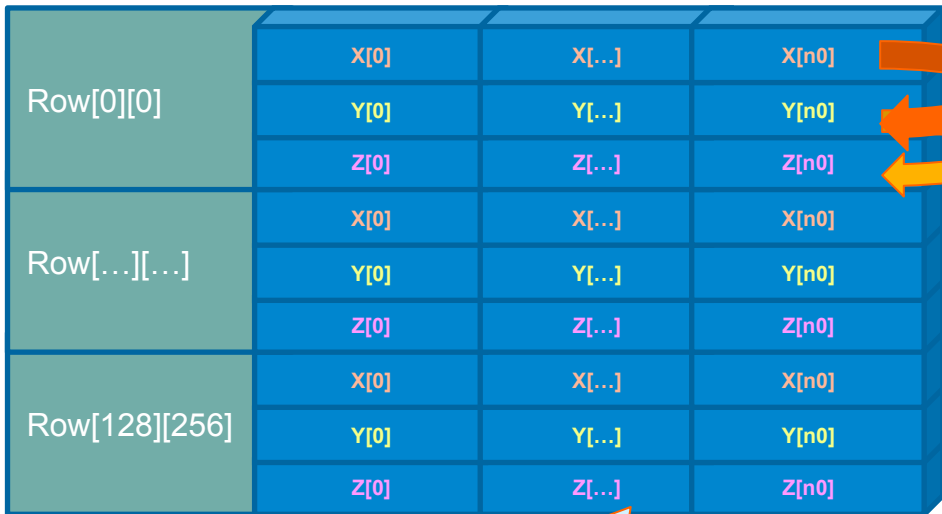 Row[0][0]
X[0] X[…] X[n0]
Y[0] Y[…] Y[n0]
Z[0] Z[…] Z[n0]
Row[…][…]
X[0] X[…] X[n0]
Y[0] Y[…] Y[n0]
Z[0] Z[…] Z[n0]
Row[128][256]
X[0] X[…] X[n0]
Y[0] Y[…] Y[n0]
Z[0] Z[…] Z[n0]